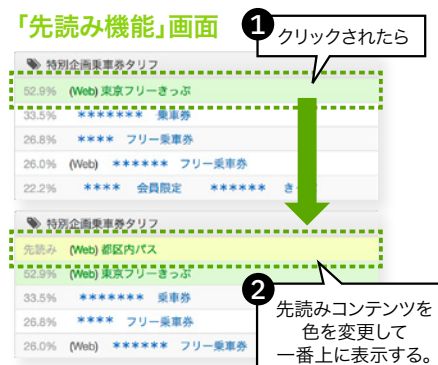 「先読み機能」画面
❶
クリックされたら
特別企画乗車券タリフ
52.9% (Web) 東京フリーきっぷ
33.5% ******* 乗車券
26.8% **** フリー乗車券
26.0% (Web) ****** フリー乗車券
22.2% **** 会員限定 ****** き
特別企画乗車券タリフ
先読み (Web) 都区内パス
52.9% (Web) 東京フリーきっぷ
33.5% ******* 乗車券
26.8% **** フリー乗車券
26.0% (Web) ****** フリー乗車券
❷
先読みコンテンツを
色を変更して
一番上に表示する。